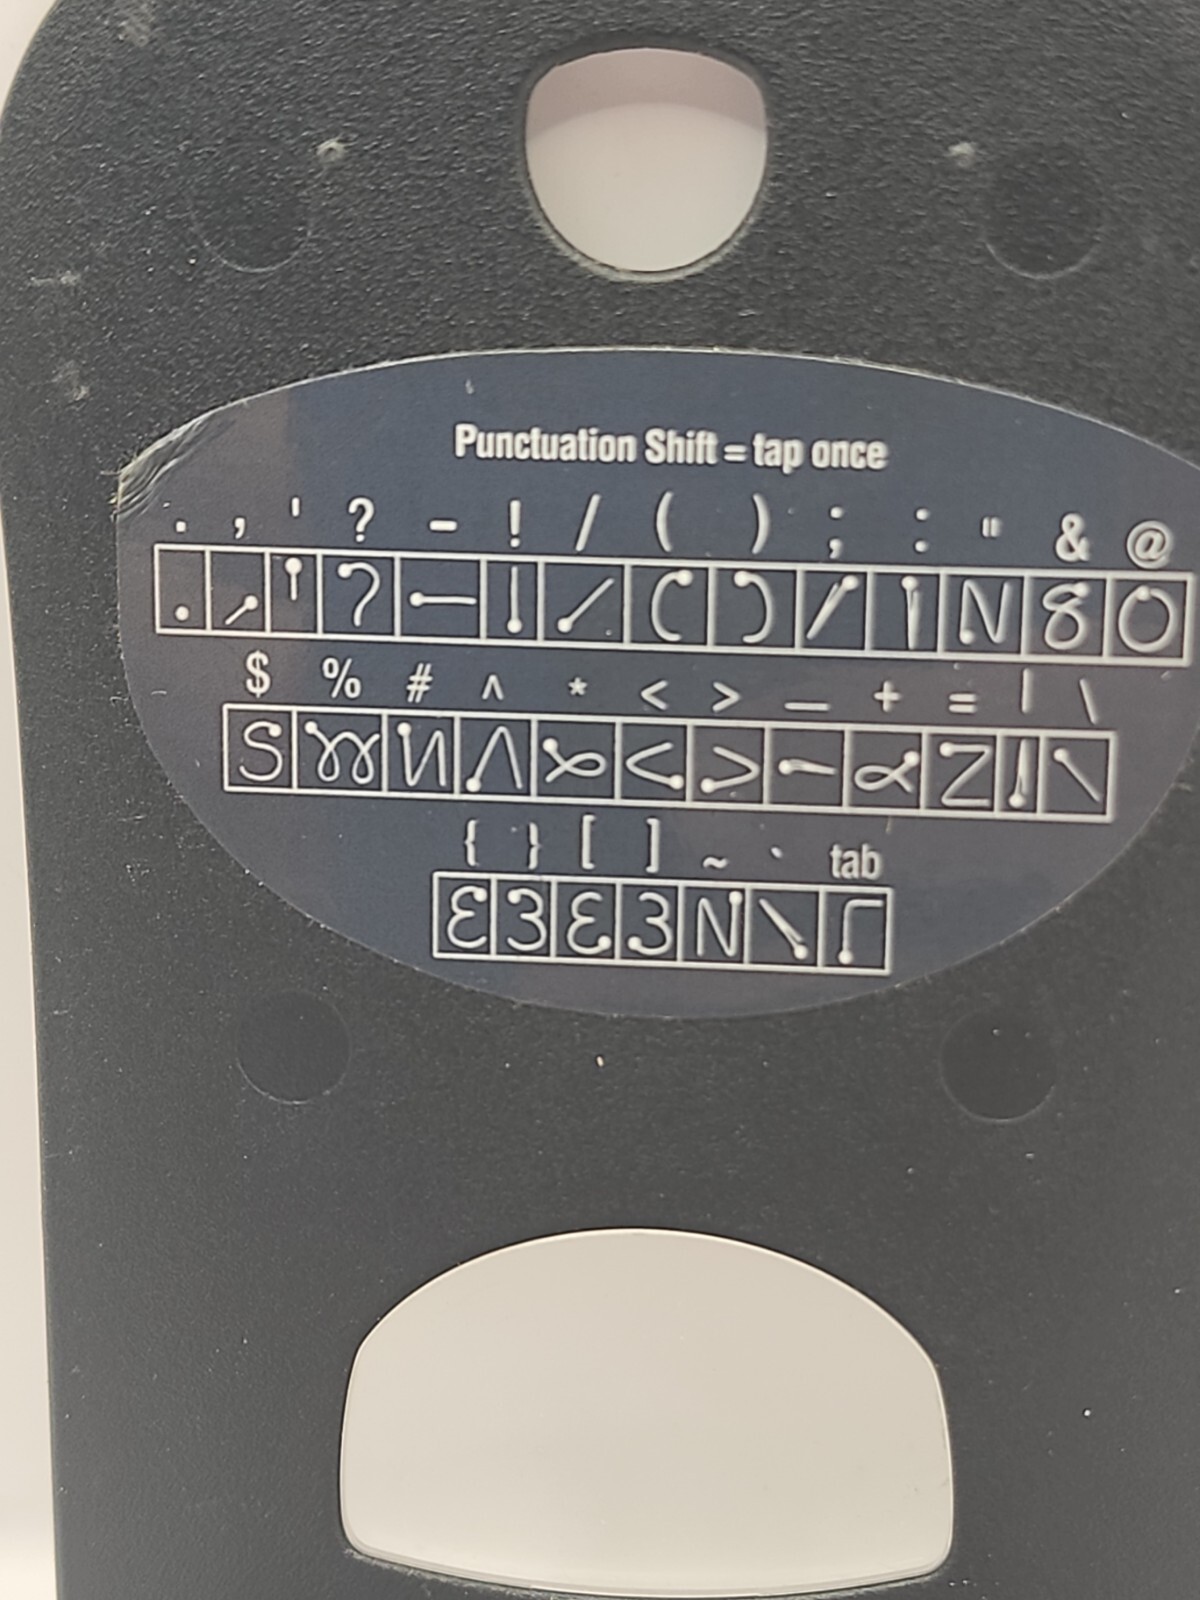 Punctuation Shift = tap once
. , ' ? - ! / ( ) ; : " & @
$ % # ^ * < > _ + = | \
{ } [ ] ~ ` tab